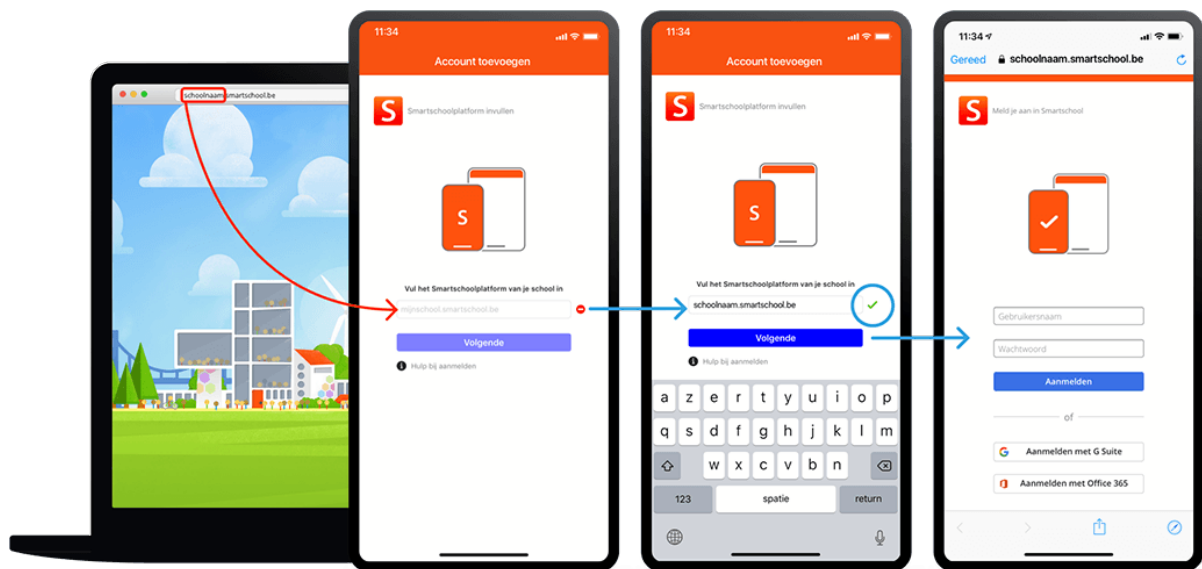 schoolnaam.smartschool.be
11:34
Account toevoegen
S
Smartschoolplatform invullen
S
Vul het Smartschoolplatform van je school in
mijnschool.smartschool.be
Volgende
Hulp bij aanmelden
11:34
Account toevoegen
S
Smartschoolplatform invullen
S
Vul het Smartschoolplatform van je school in
schoolnaam.smartschool.be
Volgende
Hulp bij aanmelden
a z e r t y u i o p
q s d f g h j k l m
w x c v b n
123 spatie return
11:34
Gereed schoolnaam.smartschool.be
S
Meld je aan in Smartschool
Gebruikersnaam
Wachtwoord
Aanmelden
of
G Aanmelden met G Suite
Aanmelden met Office 365